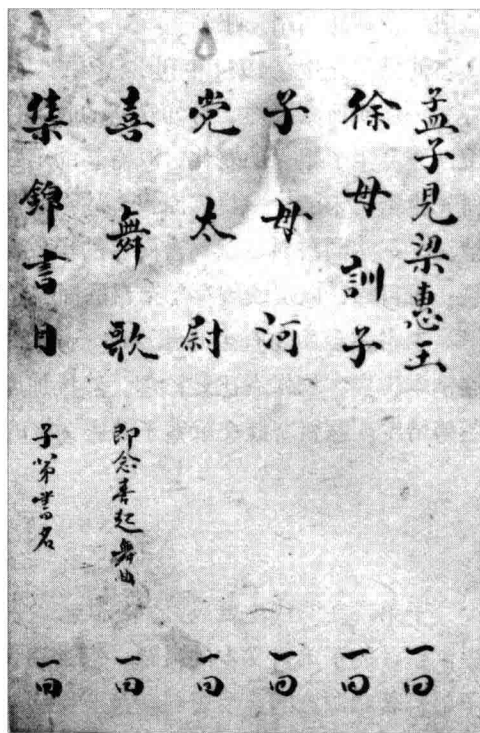 孟子見梁惠王 一回
徐母訓子 一回
子母河 一回
党太尉 一回
喜舞歌 即念喜起舞曲 一回
集錦書目 子弟書名 一回